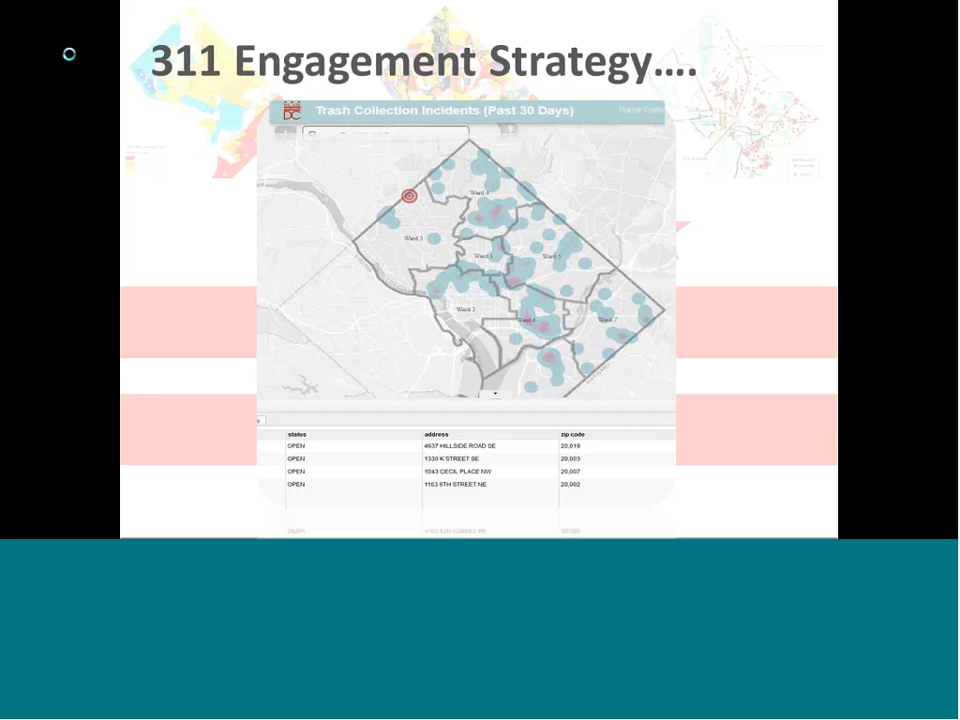 311 Engagement Strategy....
DC
Trash Collection Incidents (Past 30 Days)
Ward 4
Ward 3
Ward 5
Ward 1
Ward 2
Ward 7
status address zip code
OPEN 4637 HILLSIDE ROAD SE 20,019
OPEN 1330 K STREET SE 20,003
OPEN 1043 CECIL PLACE NW 20,007
OPEN 1163 6TH STREET NE 20,002